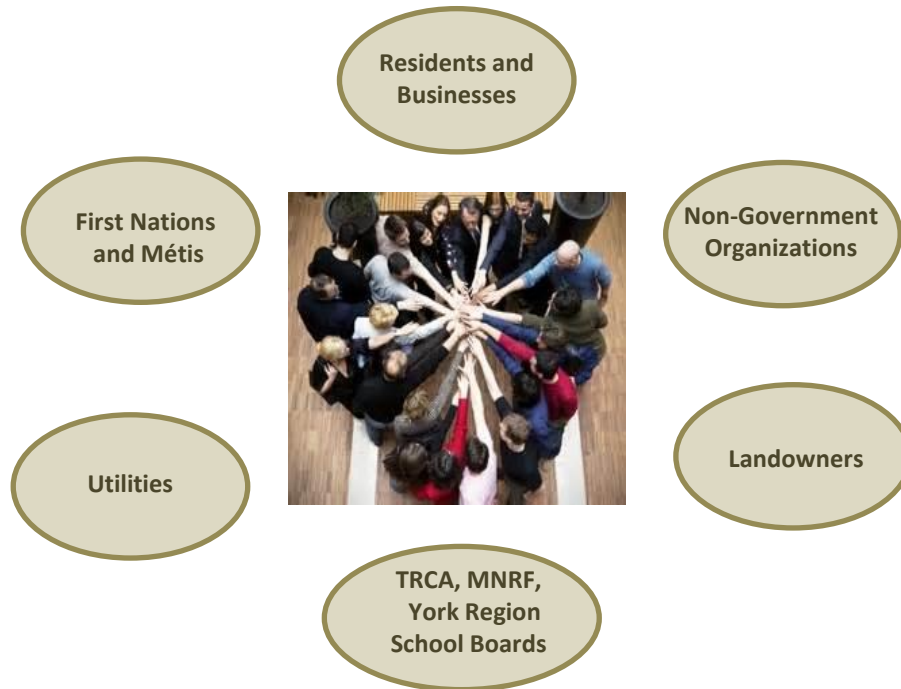 Residents and
Businesses
First Nations
and Métis
Non-Government
Organizations
Utilities
Landowners
TRCA, MNRF,
York Region
School Boards